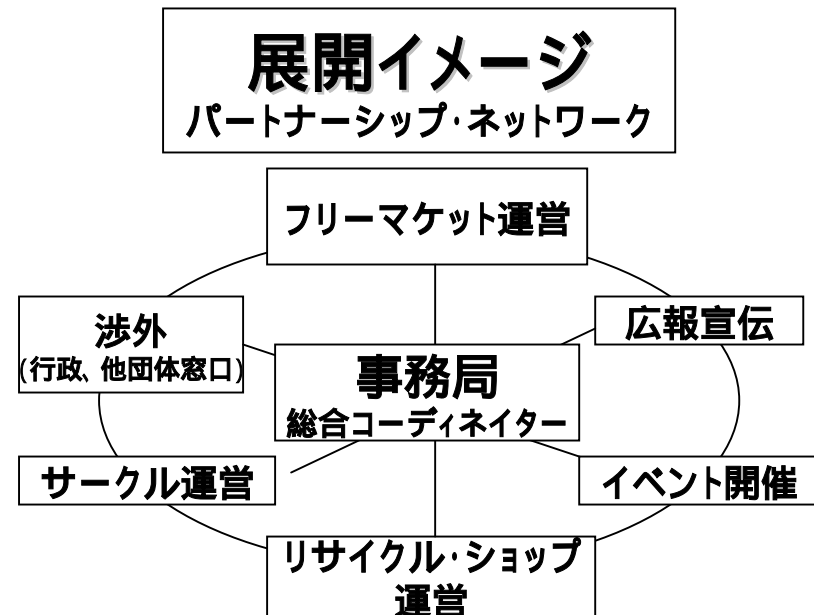 展開イメージ
パートナーシップ・ネットワーク
フリーマケット運営
渉外
(行政、他団体窓口)
広報宣伝
事務局
総合コーディネイター
サークル運営
イベント開催
リサイクル・ショップ
運営